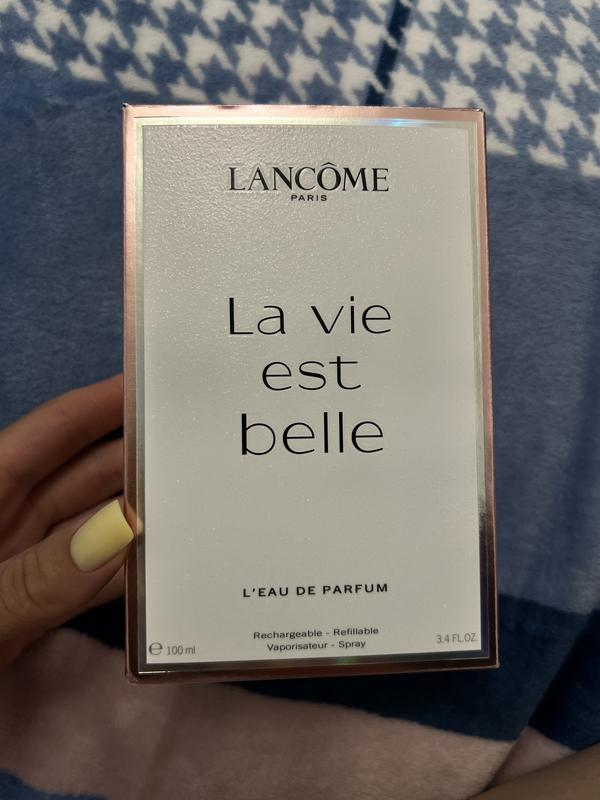 LANCÔME
PARIS
La vie
est
belle
L'EAU DE PARFUM
Rechargeable - Refillable
Vaporisateur - Spray
e 100 ml
3.4 FL.OZ.